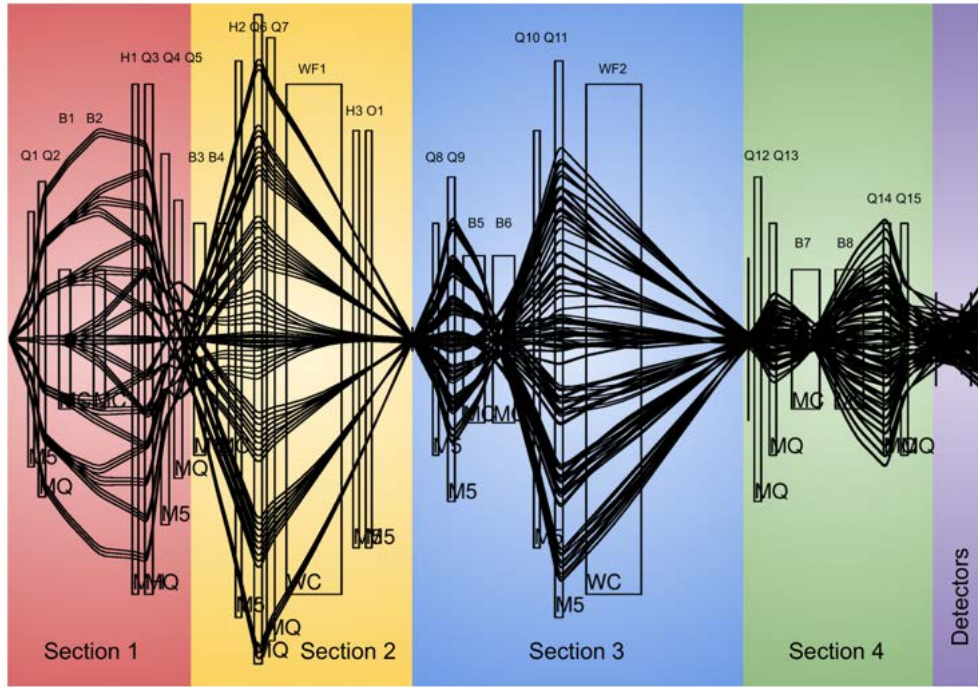 H2 Q6 Q7
Q10 Q11
H1 Q3 Q4 Q5
WF1
WF2
B1 B2
H3 O1
Q1 Q2
B3 B4
Q8 Q9
Q12 Q13
Q14 Q15
B5 B6
B7
B8
MC
MC
MC
MQ
M5
MQ
M5
MQ
MQ
M5
M5
M5
MQ
MQ
M5
M5
WC
WC
M5
M5
MQ
Section 1
Section 2
Section 3
Section 4
Detectors